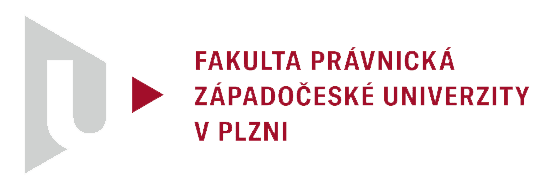 FAKULTA PRÁVNICKÁ
ZÁPADOČESKÉ UNIVERZITY
V PLZNI